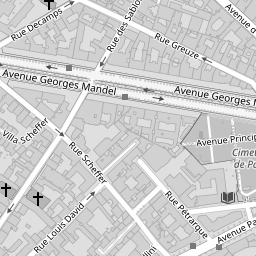 Rue Decamps
Rue des Sablo
Rue Greuze
Avenue d
Avenue Georges Mandel
Avenue Georges M
Villa Scheffer
Rue Scheffer
Avenue Princip
Cime
de Pa
Rue Pétrarque
Rue Louis David
Avenue Pa